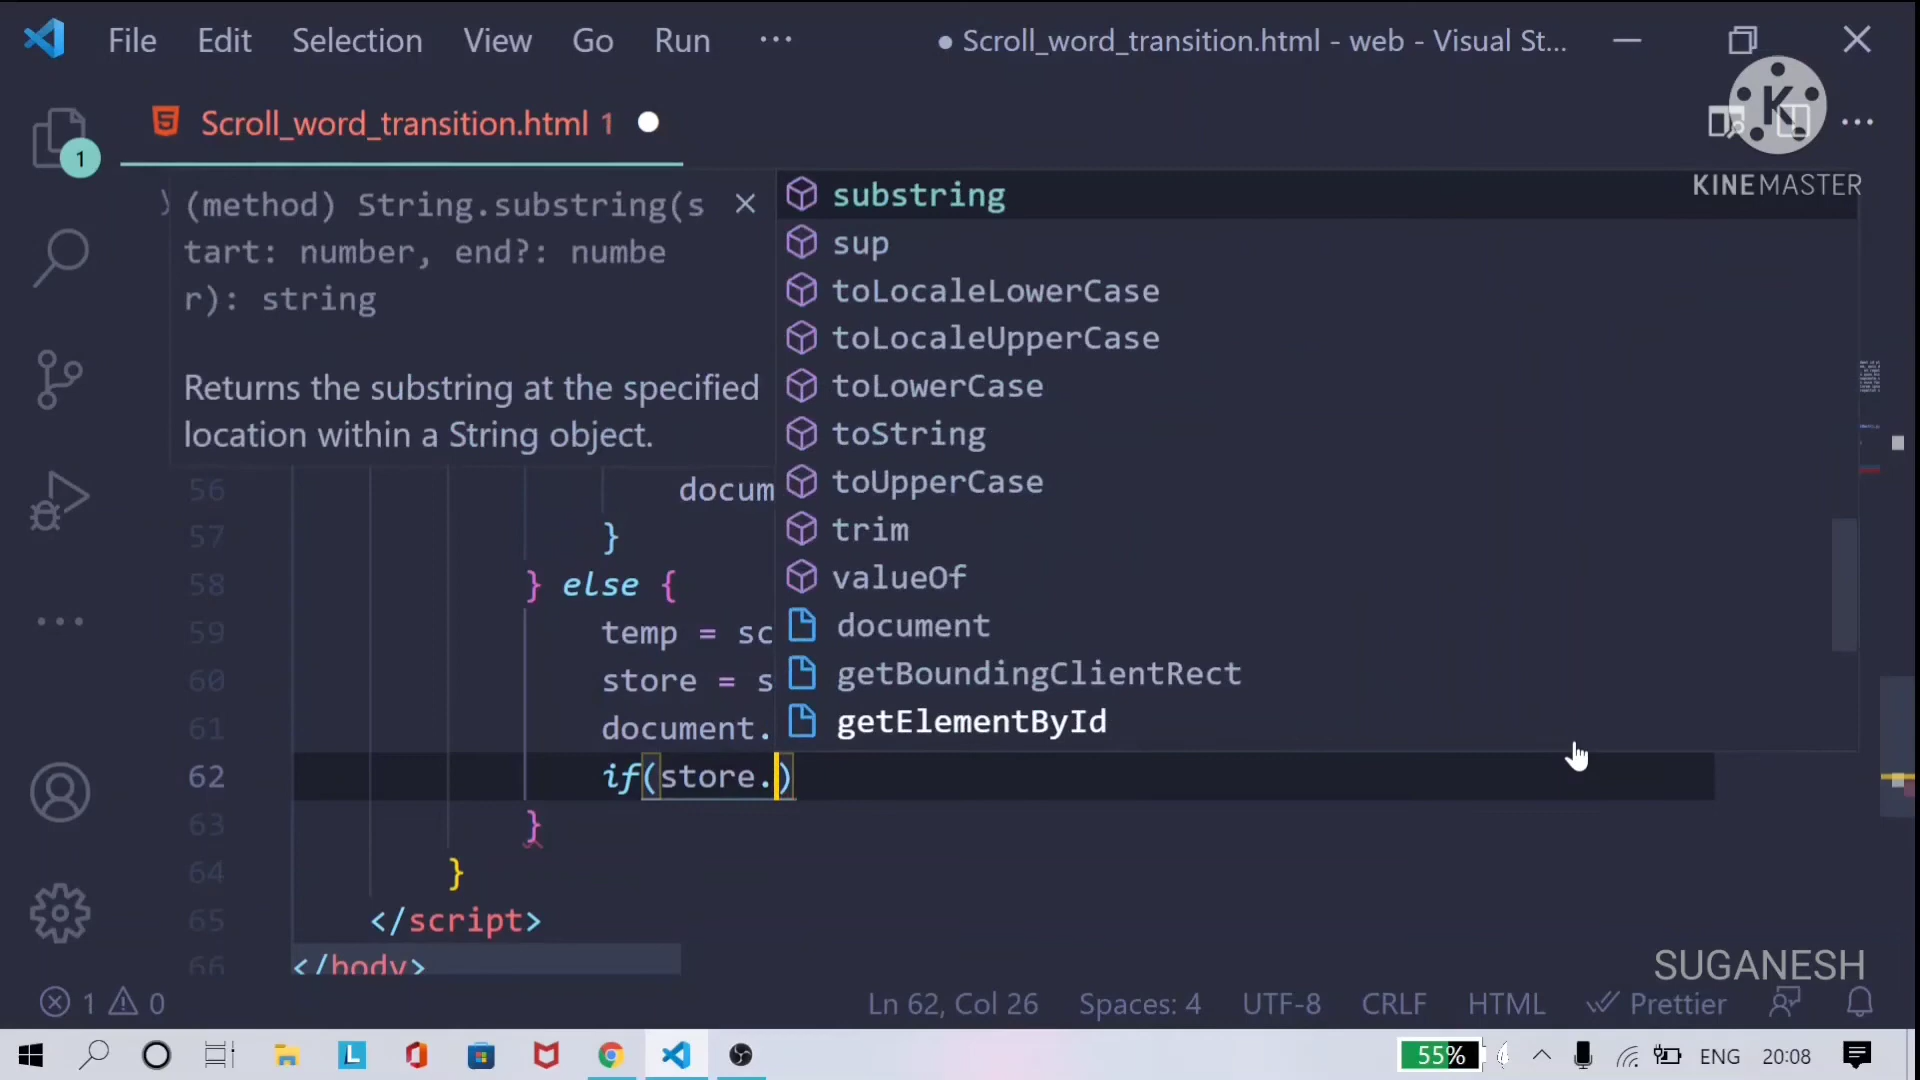 File Edit Selection View Go Run ··· ● Scroll_word_transition.html - web - Visual St...
Scroll_word_transition.html 1
1
K
KINEMASTER
(method) String.substring(s
tart: number, end?: numbe
r): string
Returns the substring at the specified
location within a String object.
substring
sup
toLocaleLowerCase
toLocaleUpperCase
toLowerCase
toString
toUpperCase
trim
valueOf
document
getBoundingClientRect
getElementById
56 docum
57 }
58 } else {
59 temp = sc
60 store = s
61 document.
62 if(store.)
63 }
64 }
65 </script>
66 </body>
SUGANESH
1 0 Ln 62, Col 26 Spaces: 4 UTF-8 CRLF HTML Prettier
L 55% ENG 20:08